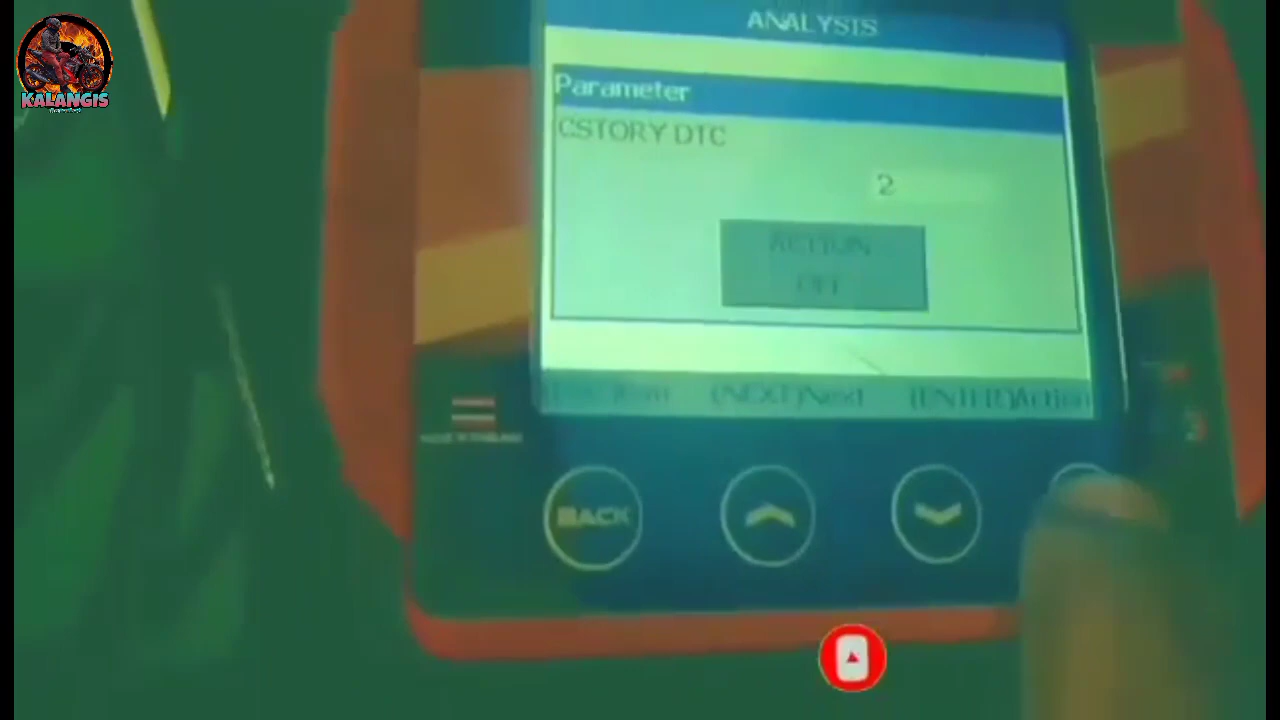 KALANGIS
ANALYSIS
Parameter
CSTORY DTC
2
ACTION
OFF
(NEXT)Next
(ENTER)Action
BACK